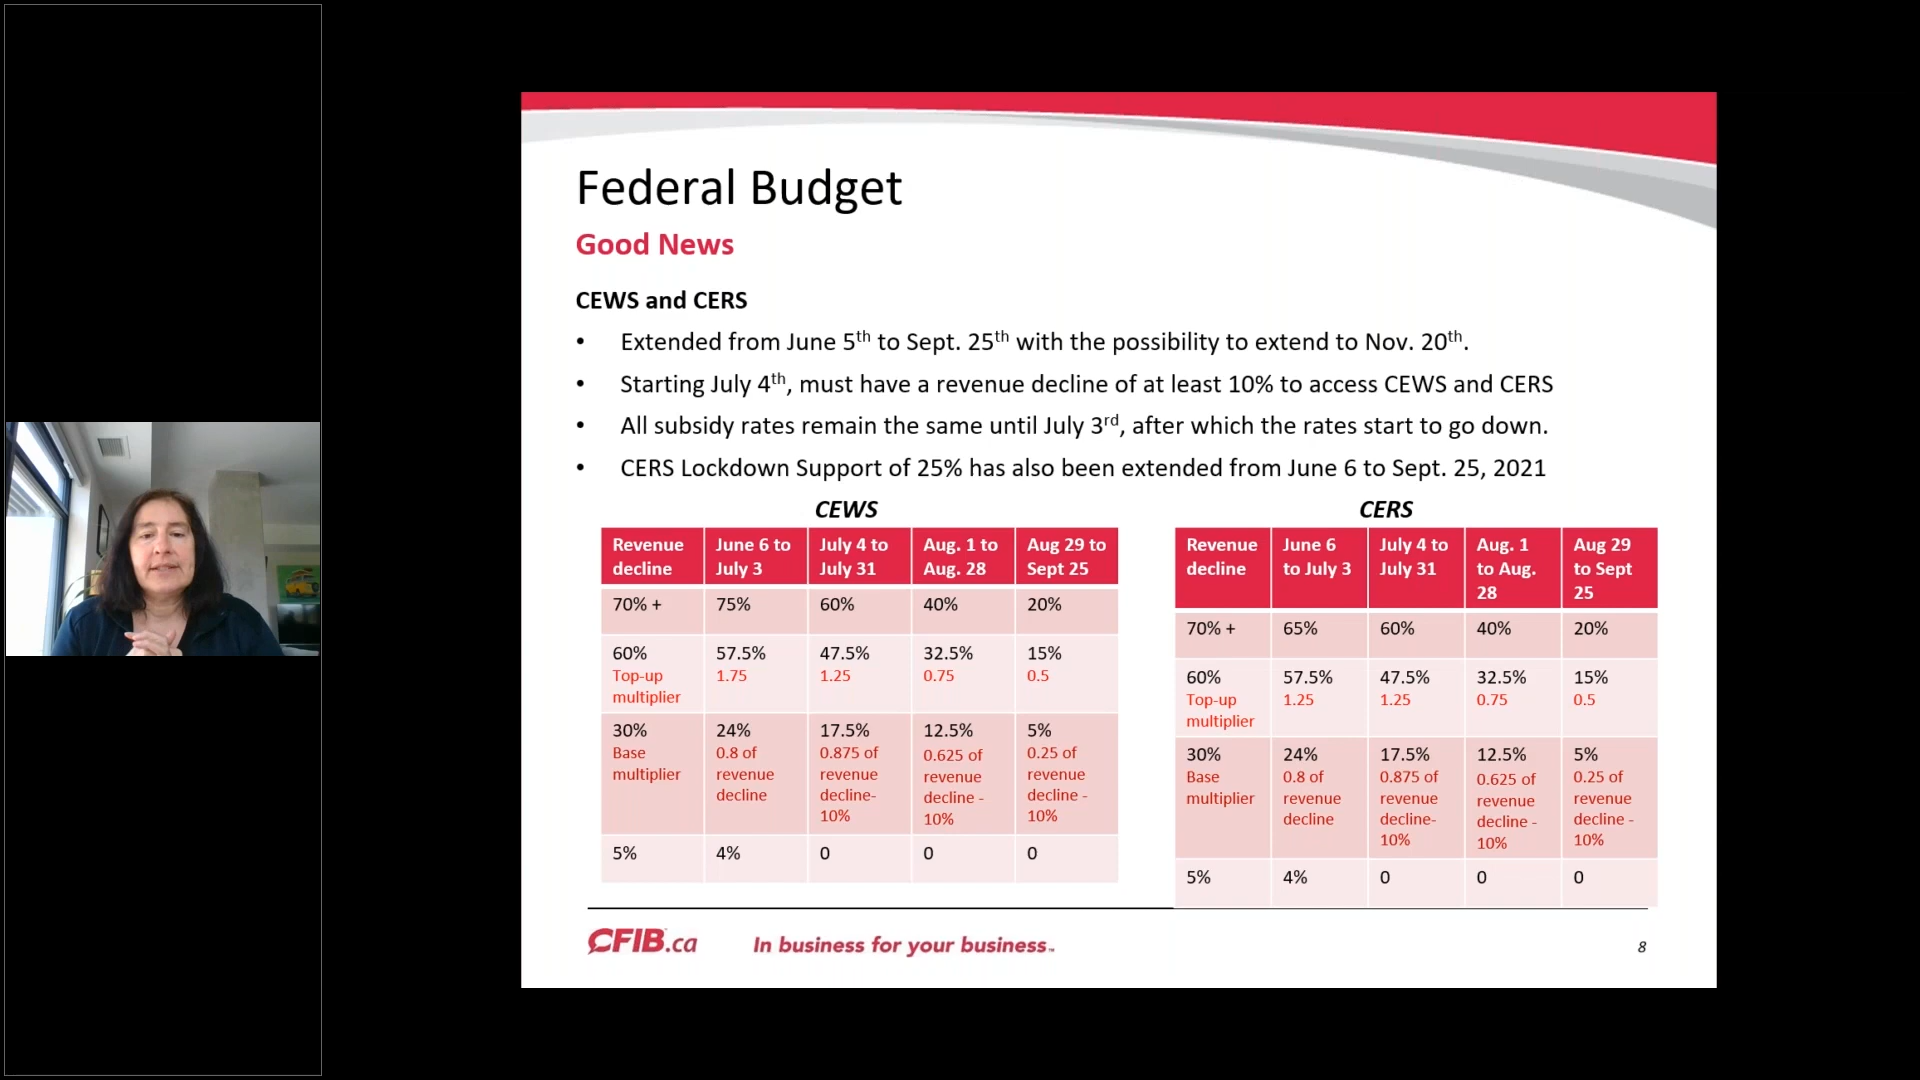 Federal Budget
Good News
CEWS and CERS
• Extended from June 5th to Sept. 25th with the possibility to extend to Nov. 20th.
• Starting July 4th, must have a revenue decline of at least 10% to access CEWS and CERS
• All subsidy rates remain the same until July 3rd, after which the rates start to go down.
• CERS Lockdown Support of 25% has also been extended from June 6 to Sept. 25, 2021
CEWS
Revenue decline | June 6 to July 3 | July 4 to July 31 | Aug. 1 to Aug. 28 | Aug 29 to Sept 25
70% + | 75% | 60% | 40% | 20%
60% Top-up multiplier | 57.5% 1.75 | 47.5% 1.25 | 32.5% 0.75 | 15% 0.5
30% Base multiplier | 24% 0.8 of revenue decline | 17.5% 0.875 of revenue decline- 10% | 12.5% 0.625 of revenue decline - 10% | 5% 0.25 of revenue decline - 10%
5% | 4% | 0 | 0 | 0
CERS
Revenue decline | June 6 to July 3 | July 4 to July 31 | Aug. 1 to Aug. 28 | Aug 29 to Sept 25
70% + | 65% | 60% | 40% | 20%
60% Top-up multiplier | 57.5% 1.25 | 47.5% 1.25 | 32.5% 0.75 | 15% 0.5
30% Base multiplier | 24% 0.8 of revenue decline | 17.5% 0.875 of revenue decline- 10% | 12.5% 0.625 of revenue decline - 10% | 5% 0.25 of revenue decline - 10%
5% | 4% | 0 | 0 | 0
CFIB.ca
In business for your business™
8